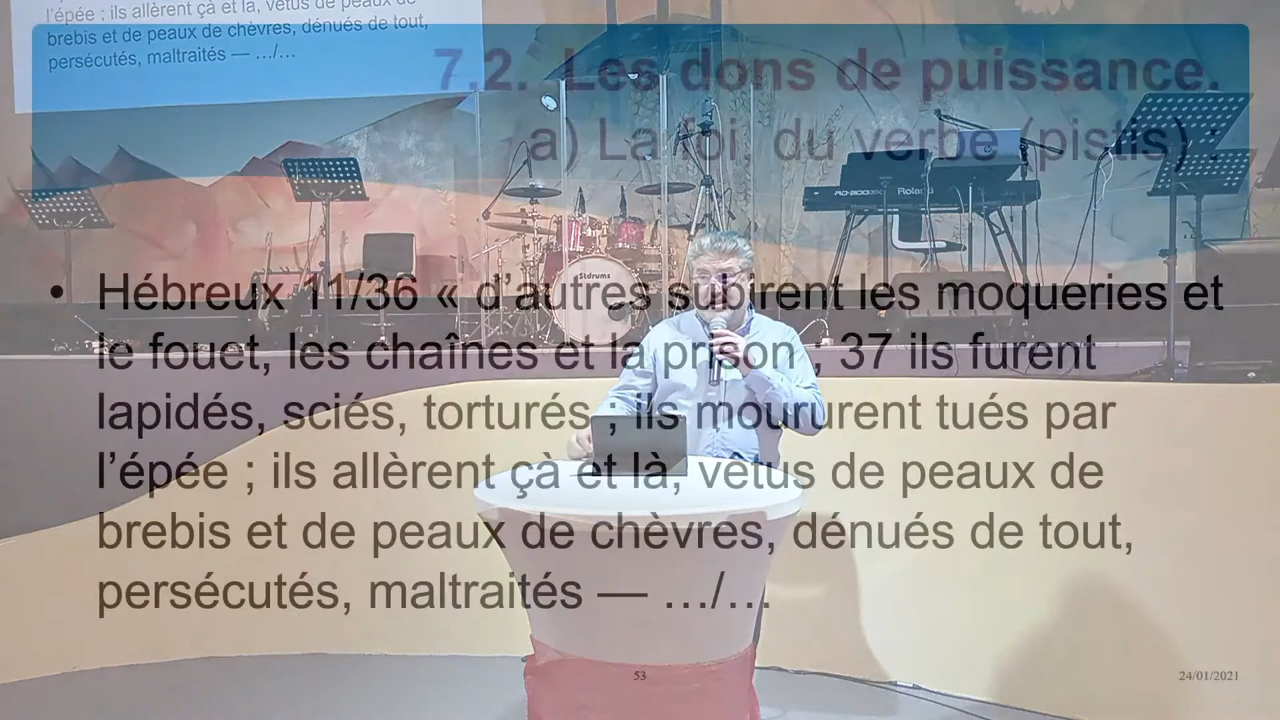 l'épée ; ils allèrent çà et là, vêtus de peaux de
brebis et de peaux de chèvres, dénués de tout,
persécutés, maltraités — …/…
7.2. Les dons de puissance.
a) La foi, du verbe (pistis) :
RD-800
Roland
Stdrums
• Hébreux 11/36 « d’autres subirent les moqueries et
le fouet, les chaînes et la prison ; 37 ils furent
lapidés, sciés, torturés ; ils moururent tués par
l’épée ; ils allèrent çà et là, vêtus de peaux de
brebis et de peaux de chèvres, dénués de tout,
persécutés, maltraités — …/…
53
24/01/2021